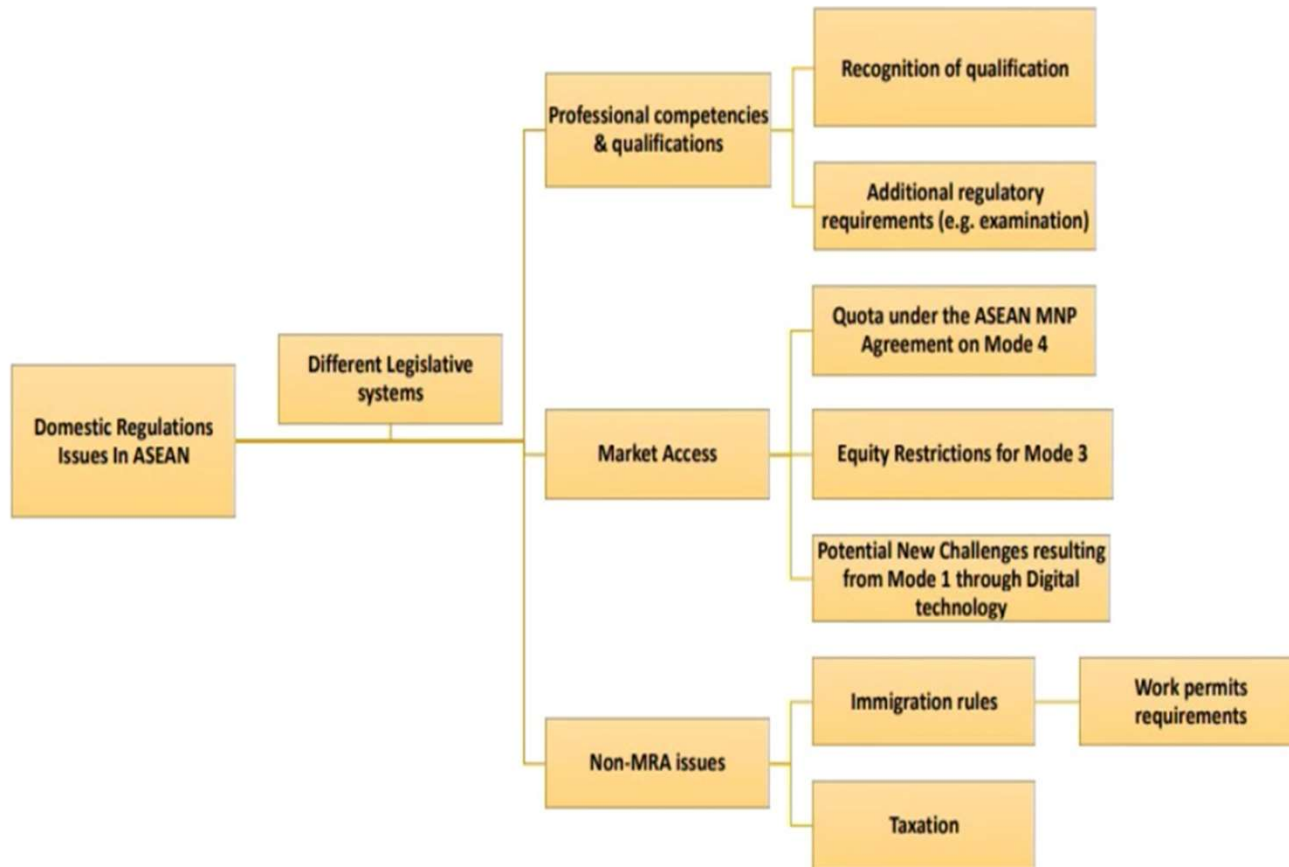 Domestic Regulations
Issues In ASEAN
Different Legislative
systems
Professional competencies
& qualifications
Recognition of qualification
Additional regulatory
requirements (e.g. examination)
Market Access
Quota under the ASEAN MNP
Agreement on Mode 4
Equity Restrictions for Mode 3
Potential New Challenges resulting
from Mode 1 through Digital
technology
Non-MRA issues
Immigration rules
Work permits
requirements
Taxation